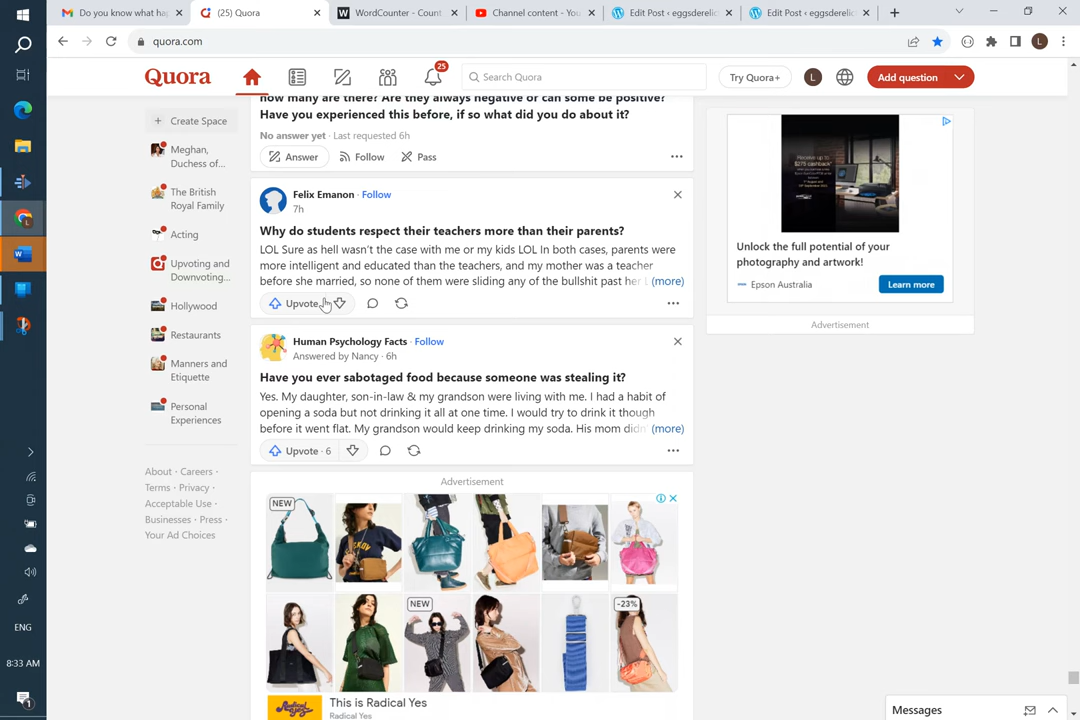 Do you know what ha
(25) Quora
WordCounter - Count
Channel content - You
Edit Post ‹ eggsderelic
Edit Post ‹ eggsderelic
quora.com
L
Quora
25
Search Quora
Try Quora+
L
Add question
Create Space
Meghan,
Duchess of...
The British
Royal Family
Acting
Upvoting and
Downvoting...
Hollywood
Restaurants
Manners and
Etiquette
Personal
Experiences
About · Careers ·
Terms · Privacy ·
Acceptable Use ·
Businesses · Press ·
Your Ad Choices
how many are there? Are they always negative or can some be positive?
Have you experienced this before, if so what did you do about it?
No answer yet · Last requested 6h
Answer
Follow
Pass
Felix Emanon · Follow
7h
Why do students respect their teachers more than their parents?
LOL Sure as hell wasn't the case with me or my kids LOL In both cases, parents were
more intelligent and educated than the teachers, and my mother was a teacher
before she married, so none of them were sliding any of the bullshit past her (more)
Upvote
Human Psychology Facts · Follow
Answered by Nancy · 6h
Have you ever sabotaged food because someone was stealing it?
Yes. My daughter, son-in-law & my grandson were living with me. I had a habit of
opening a soda but not drinking it all at one time. I would try to drink it though
before it went flat. My grandson would keep drinking my soda. His mom didn (more)
Upvote · 6
Advertisement
NEW
NEW
-23%
This is Radical Yes
Radical Yes
Receive up to
$275 cashback*
Unlock the full potential of your
photography and artwork!
Epson Australia
Learn more
Advertisement
Messages
ENG
8:33 AM
1